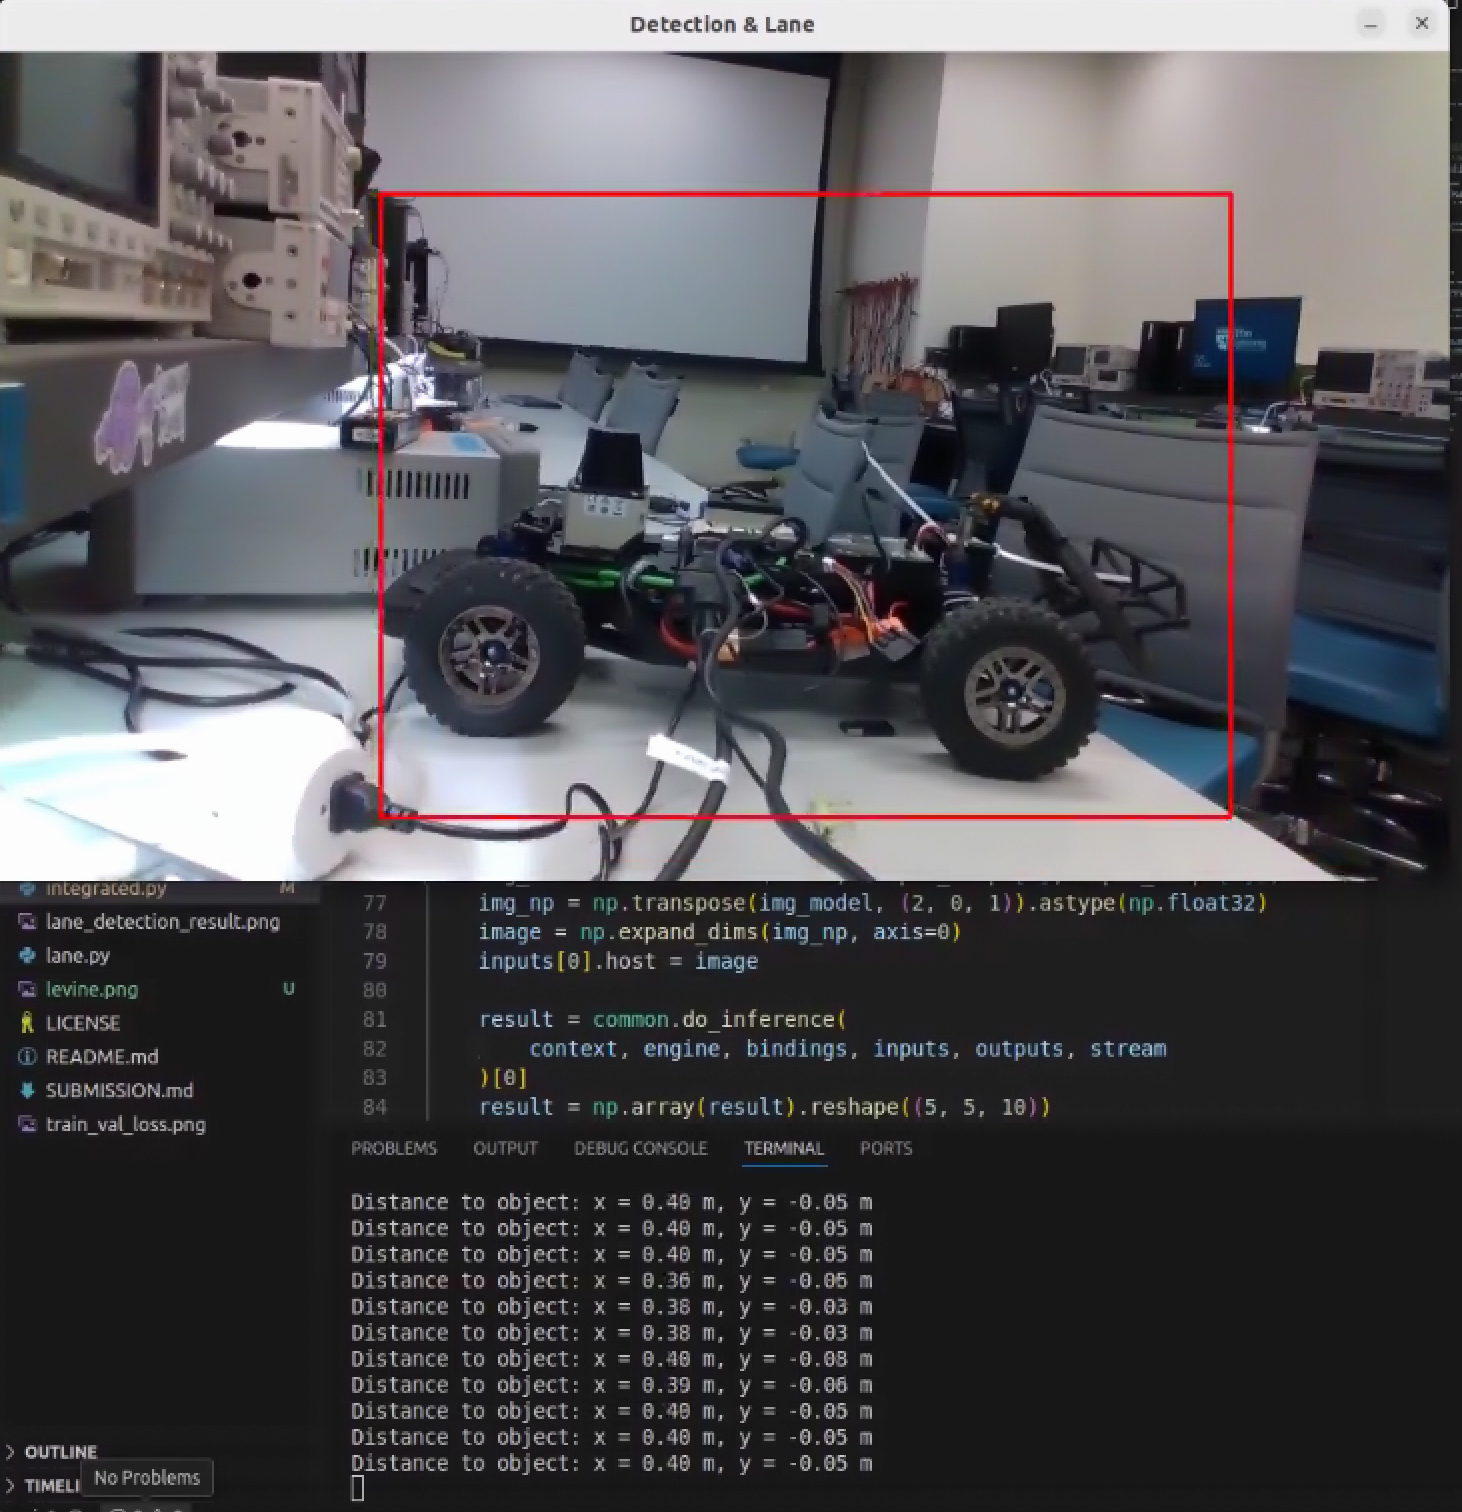 Detection & Lane
integrated.py M
lane_detection_result.png
lane.py
levine.png U
LICENSE
README.md
SUBMISSION.md
train_val_loss.png
OUTLINE
TIMELI
No Problems
77 img_np = np.transpose(img_model, (2, 0, 1)).astype(np.float32)
78 image = np.expand_dims(img_np, axis=0)
79 inputs[0].host = image
80
81 result = common.do_inference(
82 context, engine, bindings, inputs, outputs, stream
83 )[0]
84 result = np.array(result).reshape((5, 5, 10))
PROBLEMS OUTPUT DEBUG CONSOLE TERMINAL PORTS
Distance to object: x = 0.40 m, y = -0.05 m
Distance to object: x = 0.40 m, y = -0.05 m
Distance to object: x = 0.40 m, y = -0.05 m
Distance to object: x = 0.36 m, y = -0.06 m
Distance to object: x = 0.38 m, y = -0.03 m
Distance to object: x = 0.38 m, y = -0.03 m
Distance to object: x = 0.40 m, y = -0.08 m
Distance to object: x = 0.39 m, y = -0.06 m
Distance to object: x = 0.40 m, y = -0.05 m
Distance to object: x = 0.40 m, y = -0.05 m
Distance to object: x = 0.40 m, y = -0.05 m